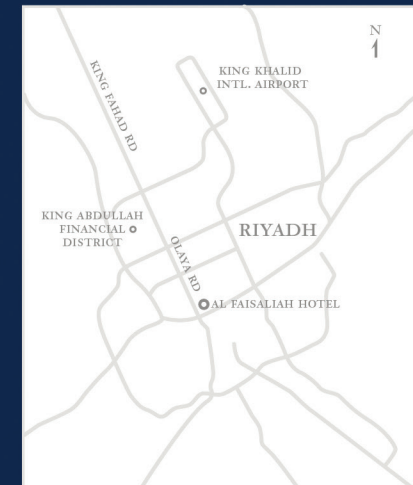 N
KING KHALID
INTL. AIRPORT
KING FAHAD RD
KING ABDULLAH
FINANCIAL
DISTRICT
RIYADH
OLAYA RD
AL FAISALIAH HOTEL